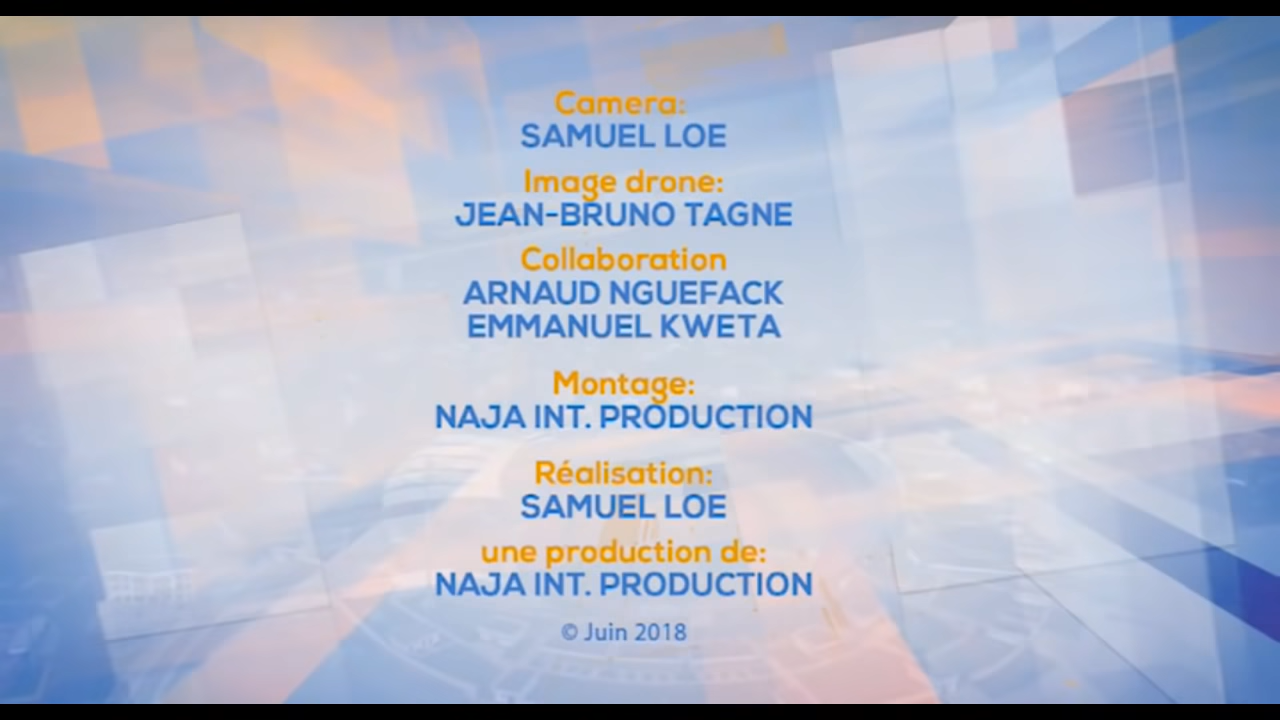 Camera:
SAMUEL LOE
Image drone:
JEAN-BRUNO TAGNE
Collaboration
ARNAUD NGUEFACK
EMMANUEL KWETA
Montage:
NAJA INT. PRODUCTION
Réalisation:
SAMUEL LOE
une production de:
NAJA INT. PRODUCTION
© Juin 2018